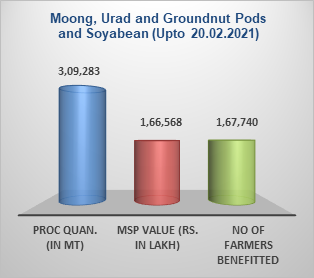 Moong, Urad and Groundnut Pods
and Soyabean (Upto 20.02.2021)
3,09,283
1,66,568
1,67,740
PROC QUAN.
(IN MT)
MSP VALUE (RS.
IN LAKH)
NO OF
FARMERS
BENEFITTED